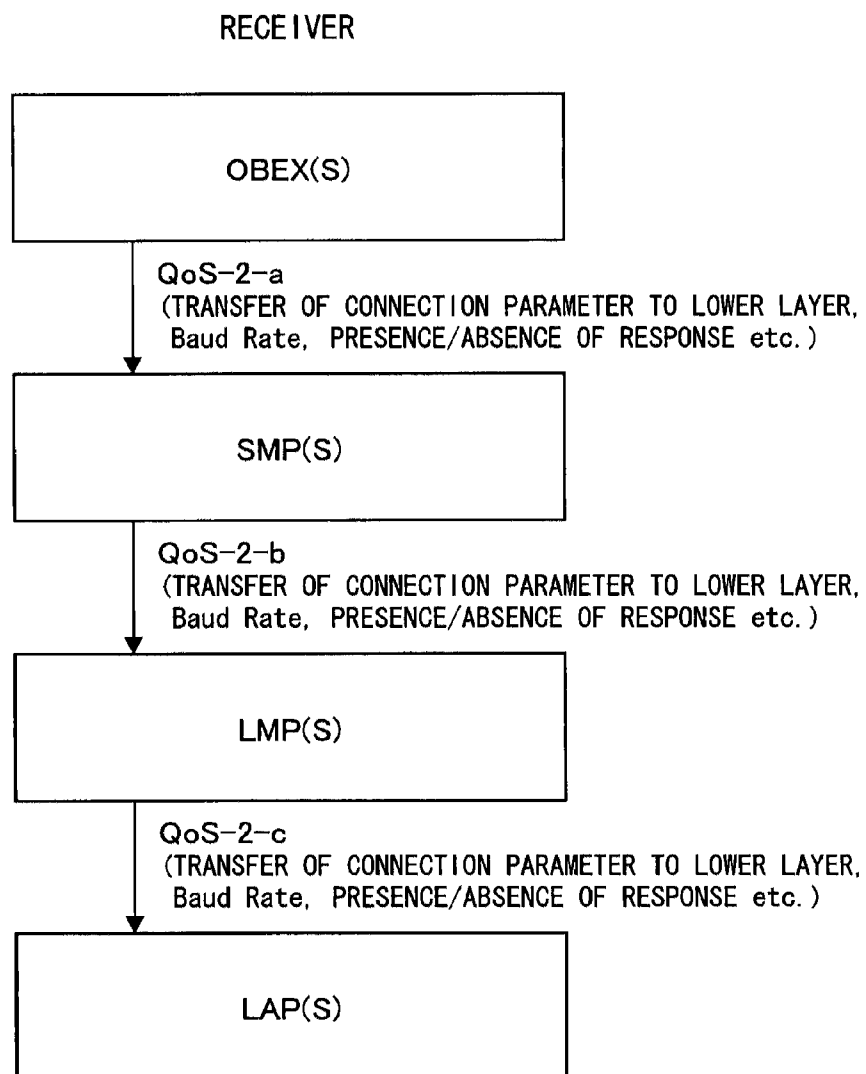 RECEIVER
OBEX(S)
QoS-2-a
(TRANSFER OF CONNECTION PARAMETER TO LOWER LAYER,
Baud Rate, PRESENCE/ABSENCE OF RESPONSE etc.)
SMP(S)
QoS-2-b
(TRANSFER OF CONNECTION PARAMETER TO LOWER LAYER,
Baud Rate, PRESENCE/ABSENCE OF RESPONSE etc.)
LMP(S)
QoS-2-c
(TRANSFER OF CONNECTION PARAMETER TO LOWER LAYER,
Baud Rate, PRESENCE/ABSENCE OF RESPONSE etc.)
LAP(S)